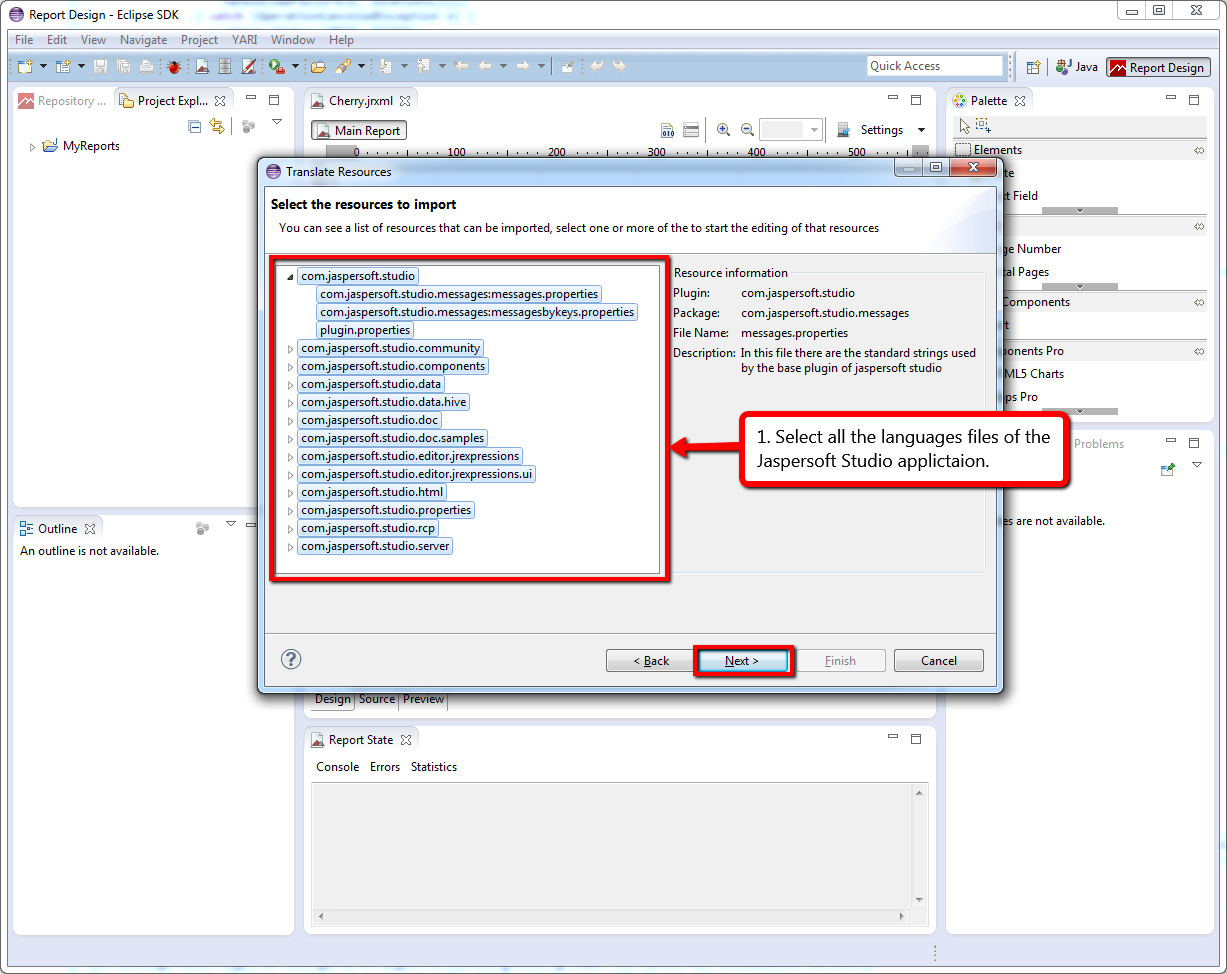 Report Design - Eclipse SDK
File Edit View Navigate Project YARI Window Help
Quick Access
Java
Report Design
Repository ...
Project Expl...
MyReports
Cherry.jrxml
Main Report
Settings
0 100 200 300 400 500
Palette
Elements
Field
Number
Pages
Components
Pro
Charts
Pro
Translate Resources
Select the resources to import
You can see a list of resources that can be imported, select one or more of the to start the editing of that resources
com.jaspersoft.studio
com.jaspersoft.studio.messages:messages.properties
com.jaspersoft.studio.messages:messagesbykeys.properties
plugin.properties
com.jaspersoft.studio.community
com.jaspersoft.studio.components
com.jaspersoft.studio.data
com.jaspersoft.studio.data.hive
com.jaspersoft.studio.doc
com.jaspersoft.studio.doc.samples
com.jaspersoft.studio.editor.jrexpressions
com.jaspersoft.studio.editor.jrexpressions.ui
com.jaspersoft.studio.html
com.jaspersoft.studio.properties
com.jaspersoft.studio.rcp
com.jaspersoft.studio.server
Resource information
Plugin: com.jaspersoft.studio
Package: com.jaspersoft.studio.messages
File Name: messages.properties
Description: In this file there are the standard strings used
by the base plugin of jaspersoft studio
1. Select all the languages files of the
Jaspersoft Studio applictaion.
< Back
Next >
Finish
Cancel
Problems
are not available.
Outline
An outline is not available.
Design Source Preview
Report State
Console Errors Statistics